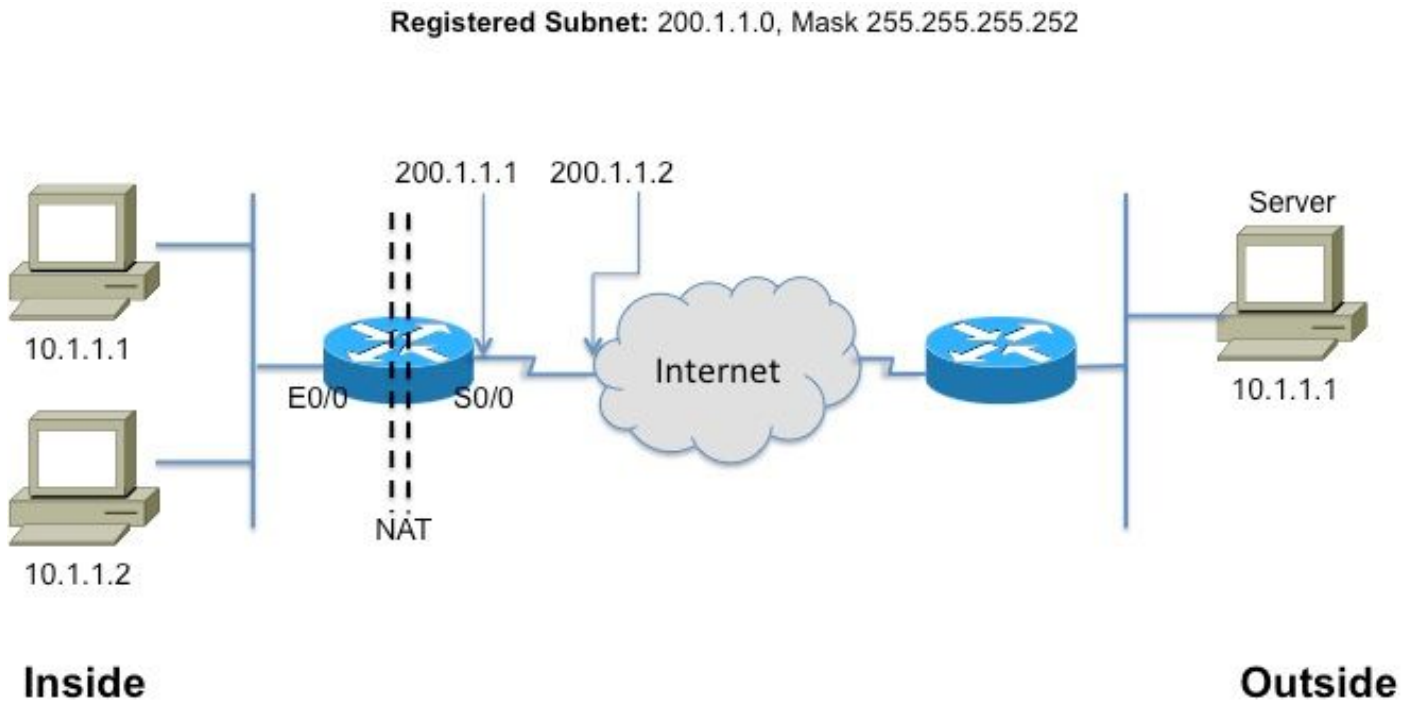 Registered Subnet: 200.1.1.0, Mask 255.255.255.252
200.1.1.1
200.1.1.2
Server
10.1.1.1
Internet
10.1.1.1
E0/0
S0/0
NAT
10.1.1.2
Inside
Outside